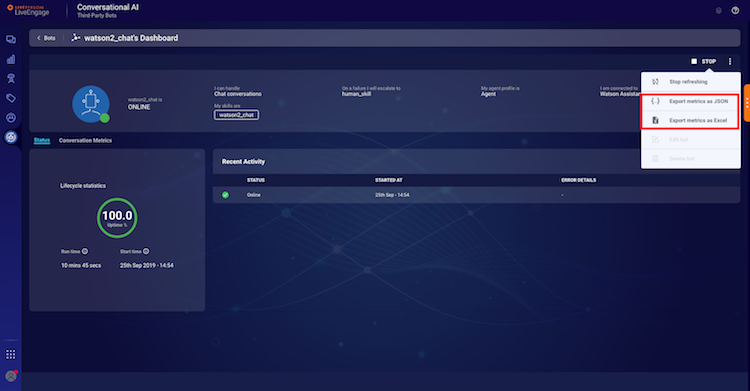 LIVEPERSON
LiveEngage
Conversational AI
Third-Party Bots
Bots
watson2_chat's Dashboard
STOP
Stop refreshing
Export metrics as JSON
Export metrics as Excel
Edit bot
Delete bot
watson2_chat is
ONLINE
I can handle
Chat conversations
On a failure I will escalate to
human_skill
My agent profile is
Agent
I am connected to
Watson Assista
My skills are
watson2_chat
Status
Conversation Metrics
Lifecycle statistics
100.0
Uptime %
Run time
Start time
10 mins 45 secs
25th Sep 2019 - 14:54
Recent Activity
STATUS
STARTED AT
ERROR DETAILS
Online
25th Sep - 14:54
-